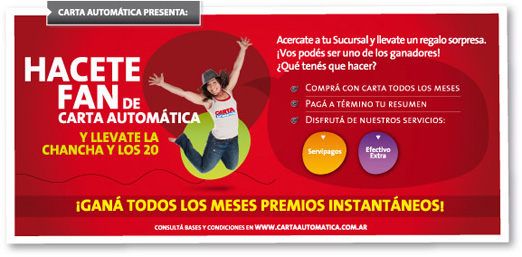 CARTA AUTOMÁTICA PRESENTA:
HACETE
FAN DE
CARTA AUTOMÁTICA
Y LLEVATE LA
CHANCHA Y LOS 20
CARTA
Acercate a tu Sucursal y llevate un regalo sorpresa.
¡Vos podés ser uno de los ganadores!
¿Qué tenés que hacer?
COMPRÁ CON CARTA TODOS LOS MESES
PAGÁ A TÉRMINO TU RESUMEN
DISFRUTÁ DE NUESTROS SERVICIOS:
Servipagos
Efectivo
Extra
¡GANÁ TODOS LOS MESES PREMIOS INSTANTÁNEOS!
CONSULTÁ BASES Y CONDICIONES EN WWW.CARTAAUTOMATICA.COM.AR